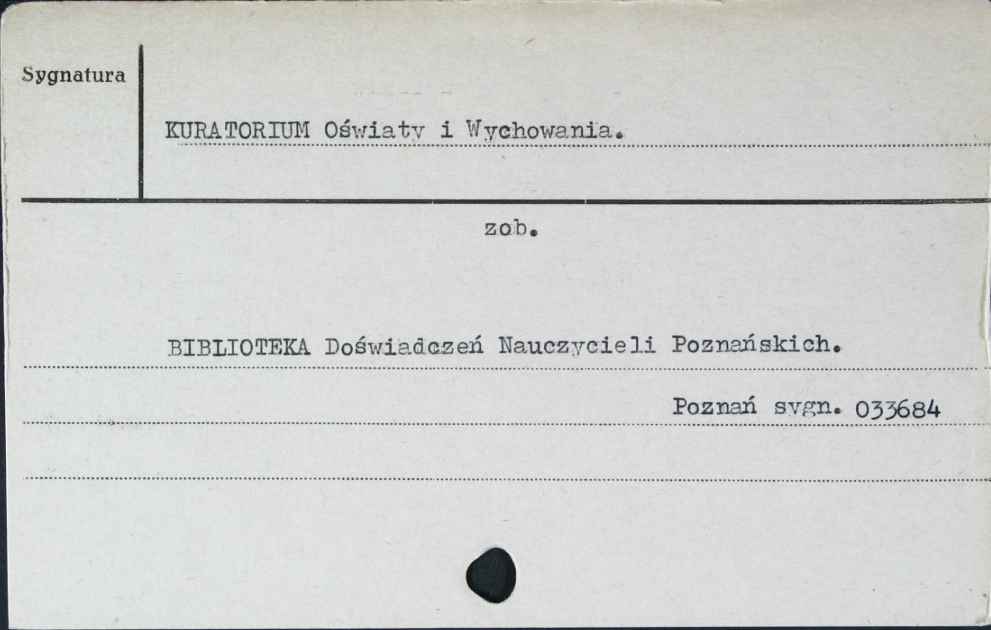 Sygnatura
KURATORIUM Oświaty i Wychowania.
zob.
BIBLIOTEKA Doświadczeń Nauczycieli Poznańskich.
Poznań sygn. 033684